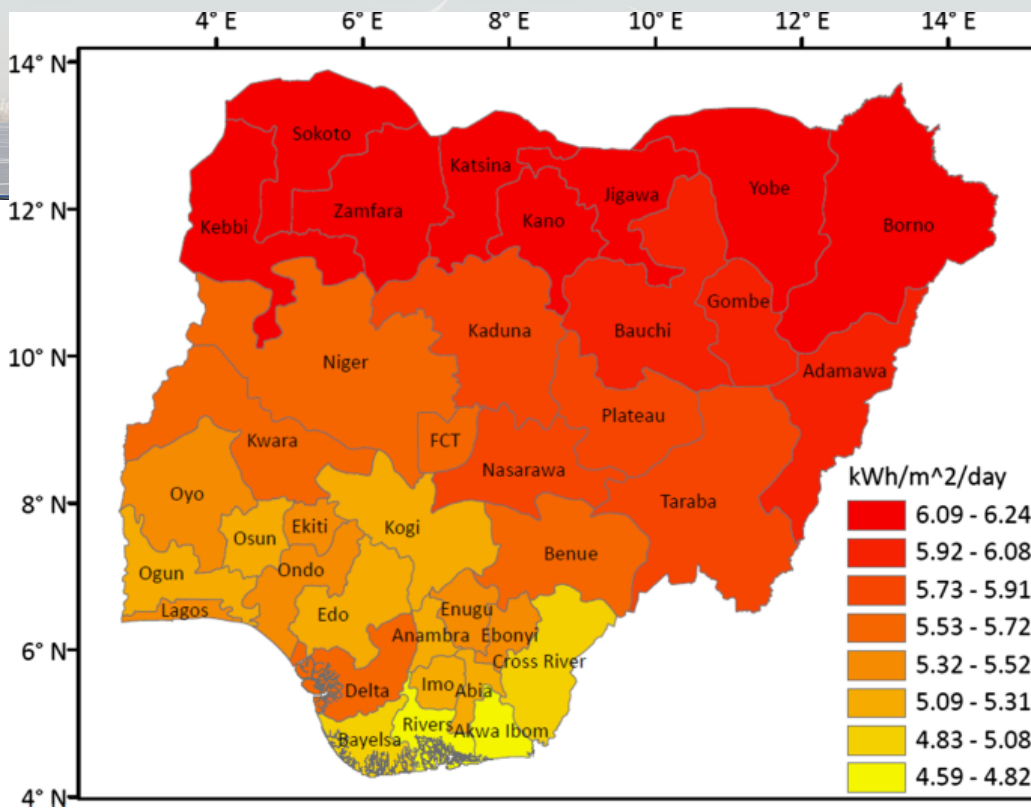 4° E 6° E 8° E 10° E 12° E 14° E
14° N
12° N
10° N
8° N
6° N
4° N
Sokoto
Katsina
Jigawa
Yobe
Zamfara
Kano
Kebbi
Borno
Gombe
Kaduna
Bauchi
Niger
Adamawa
Plateau
Kwara
FCT
Nasarawa
Oyo
Taraba
Ekiti
Kogi
Osun
Benue
Ogun
Ondo
Lagos
Edo
Enugu
Anambra
Ebonyi
Cross River
Delta
Imo
Abia
Rivers
Akwa Ibom
Bayelsa
kWh/m^2/day
6.09 - 6.24
5.92 - 6.08
5.73 - 5.91
5.53 - 5.72
5.32 - 5.52
5.09 - 5.31
4.83 - 5.08
4.59 - 4.82